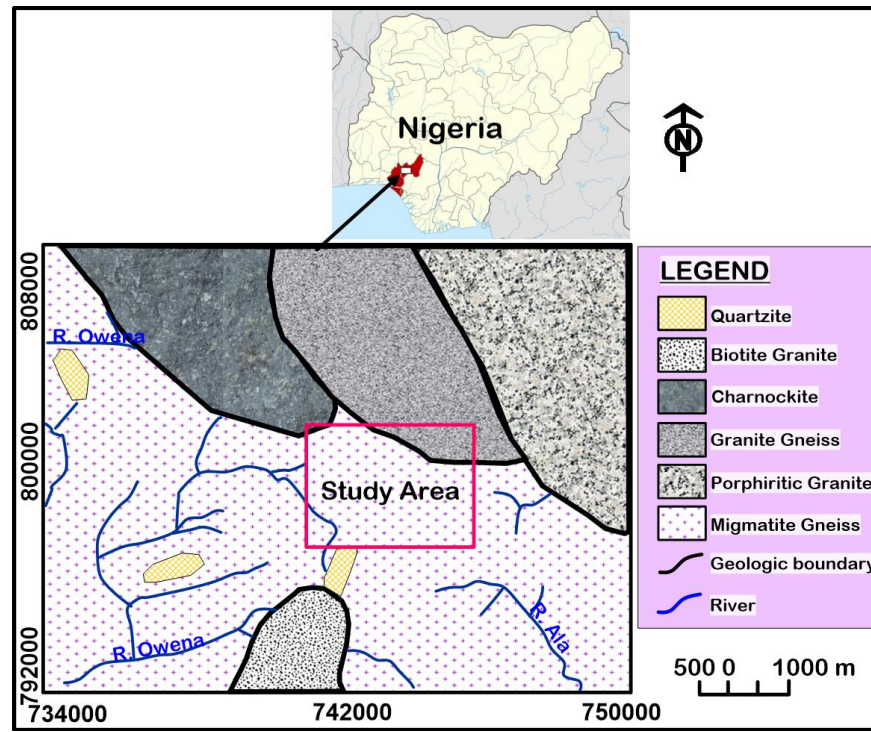 Nigeria
N
808000
800000
792000
734000
742000
750000
R. Owena
Study Area
R. Owena
R. Ala
LEGEND
Quartzite
Biotite Granite
Charnockite
Granite Gneiss
Porphiritic Granite
Migmatite Gneiss
Geologic boundary
River
500 0 1000 m